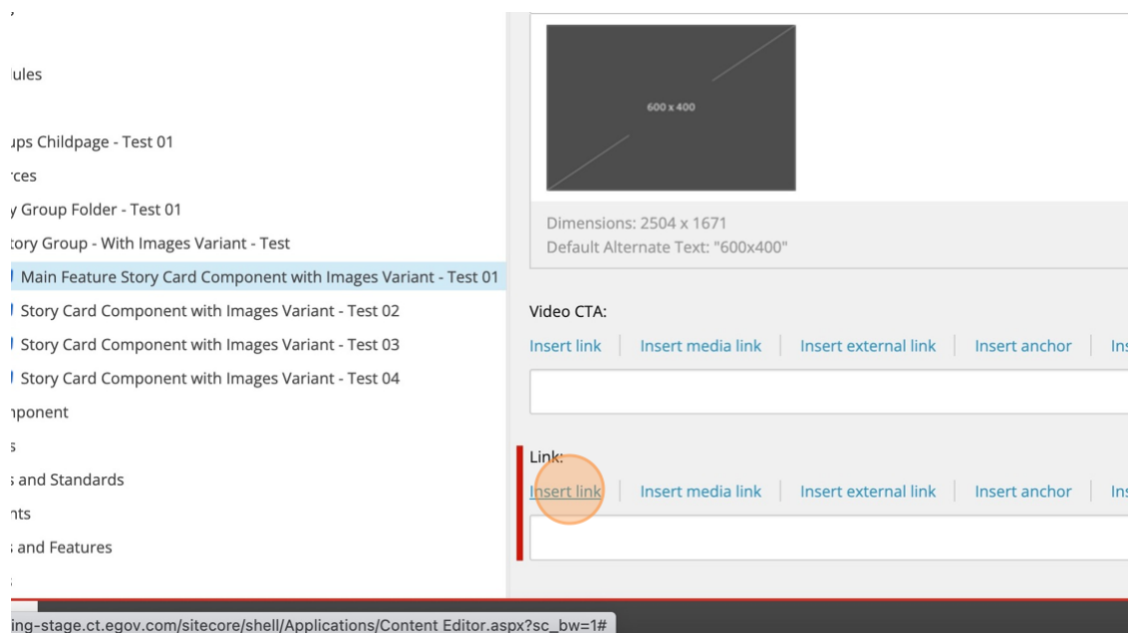 ules
ups Childpage - Test 01
rces
y Group Folder - Test 01
tory Group - With Images Variant - Test
Main Feature Story Card Component with Images Variant - Test 01
Story Card Component with Images Variant - Test 02
Story Card Component with Images Variant - Test 03
Story Card Component with Images Variant - Test 04
nponent
s
s and Standards
nts
s and Features
600 x 400
Dimensions: 2504 x 1671
Default Alternate Text: "600x400"
Video CTA:
Insert link Insert media link Insert external link Insert anchor Ins
Link:
Insert link Insert media link Insert external link Insert anchor Ins
ing-stage.ct.egov.com/sitecore/shell/Applications/Content Editor.aspx?sc_bw=1#